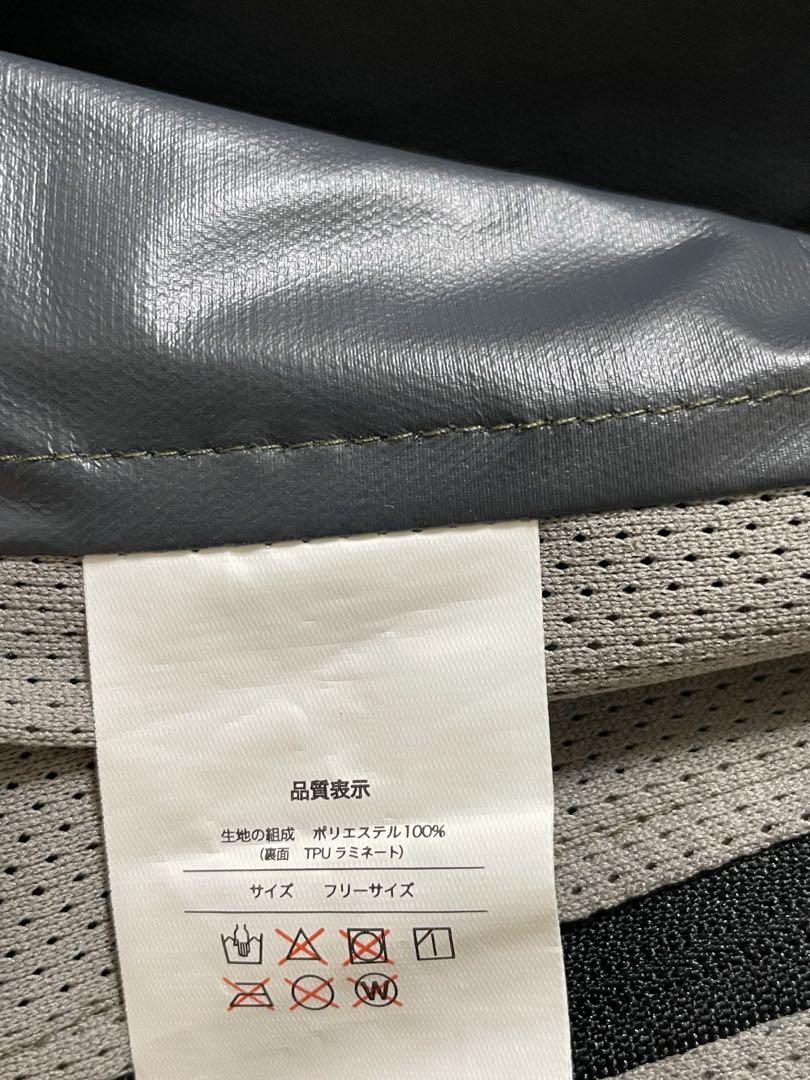 品質表示
生地の組成 ポリエステル100%
(裏面 TPU ラミネート)
サイズ フリーサイズ
W